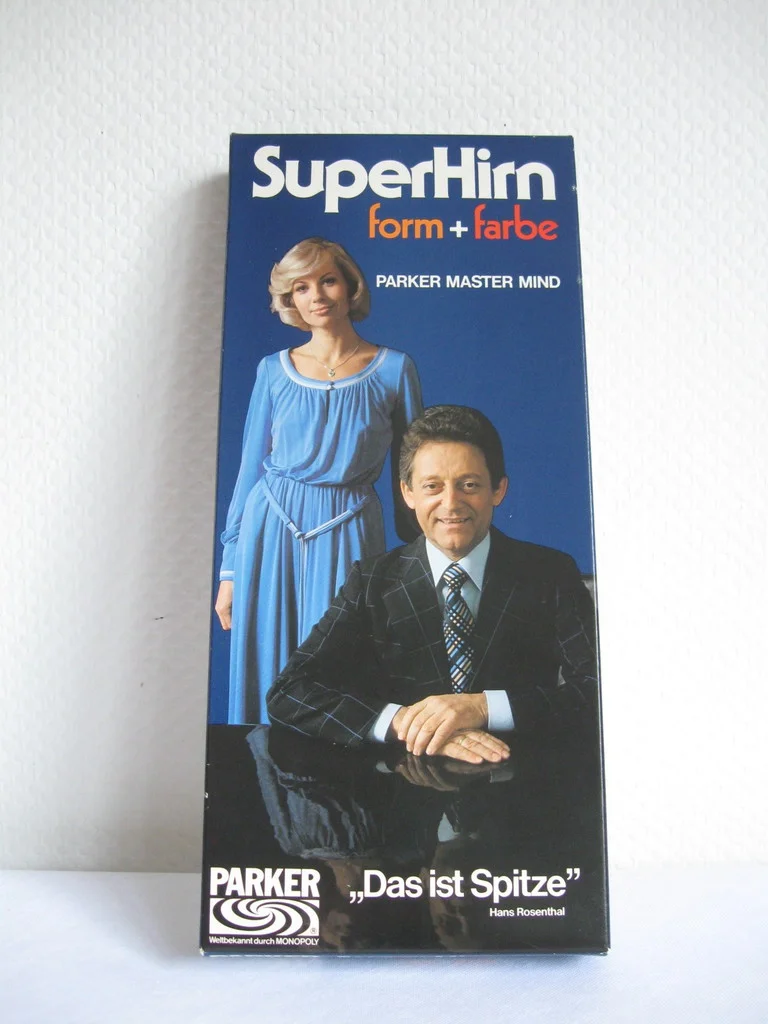 SuperHirn
form + farbe
PARKER MASTER MIND
PARKER
®
Weltbekannt durch MONOPOLY
„Das ist Spitze”
Hans Rosenthal